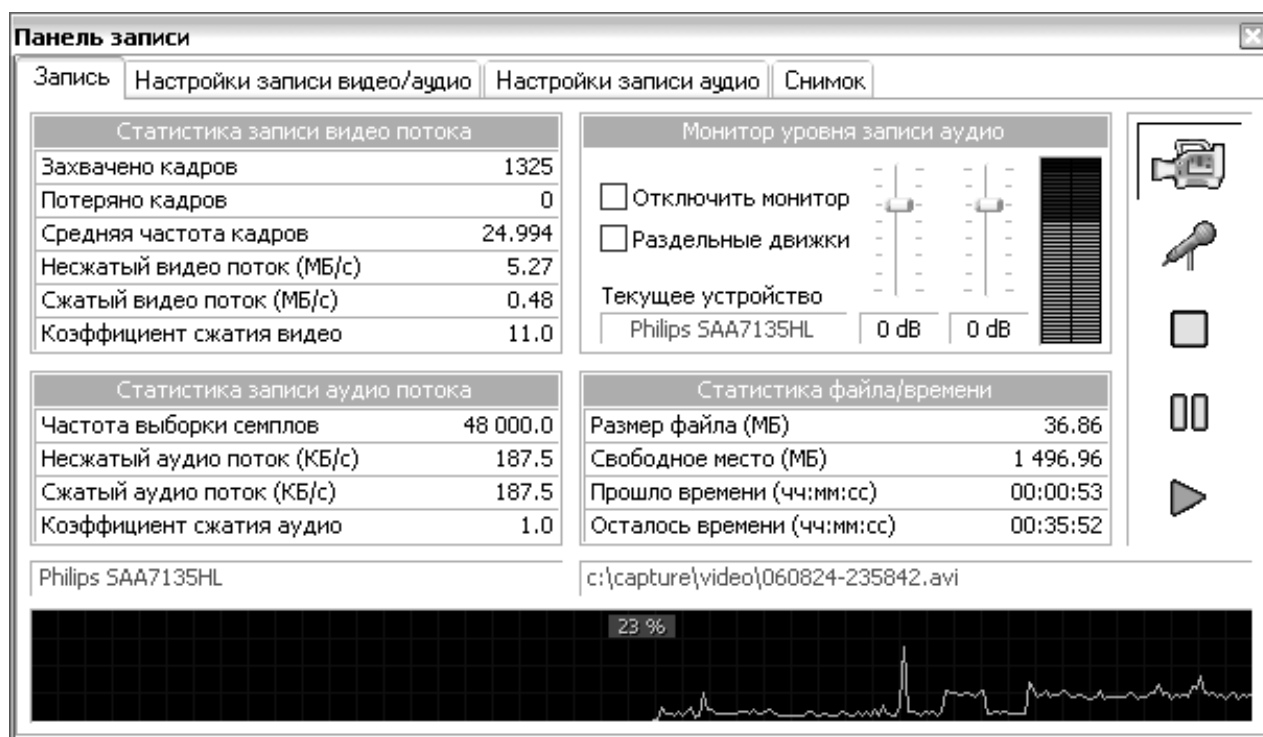 Панель записи
Запись Настройки записи видео/аудио Настройки записи аудио Снимок
Статистика записи видео потока
Захвачено кадров 1325
Потеряно кадров 0
Средняя частота кадров 24.994
Несжатый видео поток (МБ/с) 5.27
Сжатый видео поток (МБ/с) 0.48
Коэффициент сжатия видео 11.0
Монитор уровня записи аудио
Отключить монитор
Раздельные движки
Текущее устройство
Philips SAA7135HL 0 dB 0 dB
Статистика записи аудио потока
Частота выборки семплов 48 000.0
Несжатый аудио поток (КБ/с) 187.5
Сжатый аудио поток (КБ/с) 187.5
Коэффициент сжатия аудио 1.0
Статистика файла/времени
Размер файла (МБ) 36.86
Свободное место (МБ) 1 496.96
Прошло времени (чч:мм:сс) 00:00:53
Осталось времени (чч:мм:сс) 00:35:52
Philips SAA7135HL
c:\capture\video\060824-235842.avi
23 %